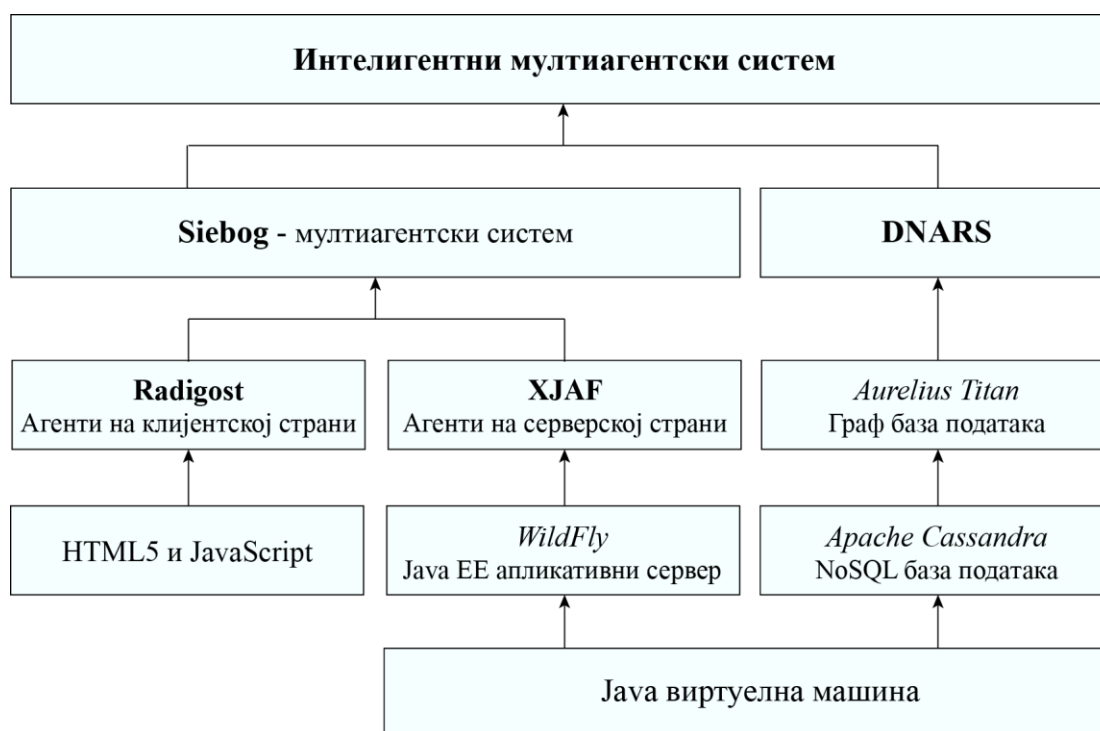 Интелигентни мултиагентски систем
Siebog - мултиагентски систем
DNARS
Radigost
Агенти на клијентској страни
XJAF
Агенти на серверској страни
Aurelius Titan
Граф база података
HTML5 и JavaScript
WildFly
Java EE апликативни сервер
Apache Cassandra
NoSQL база података
Java виртуелна машина